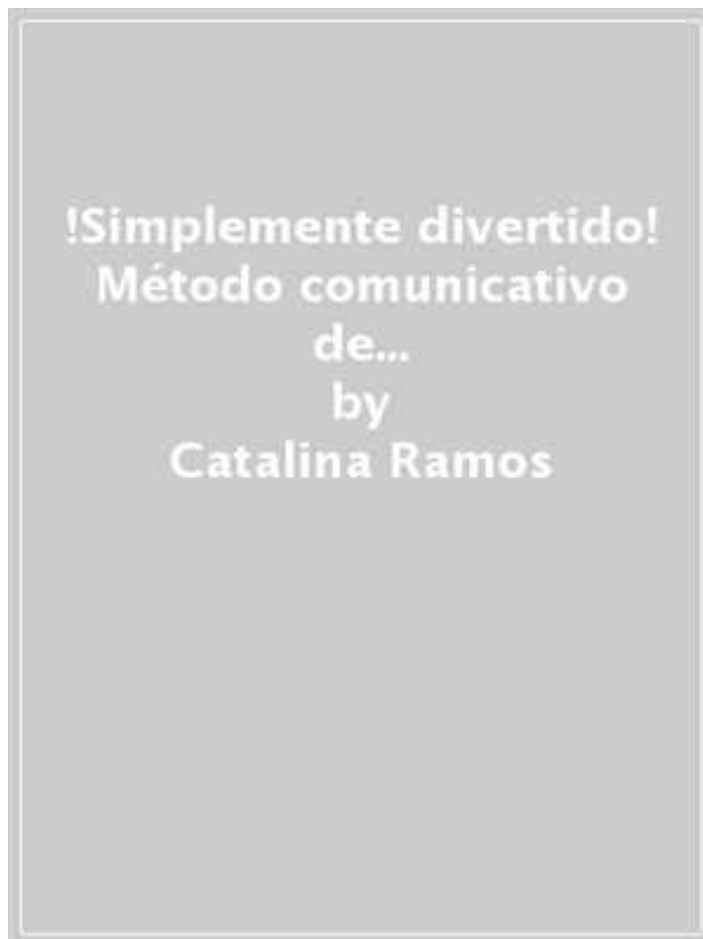 !Simplemente divertido!
Método comunicativo
de...
by
Catalina Ramos